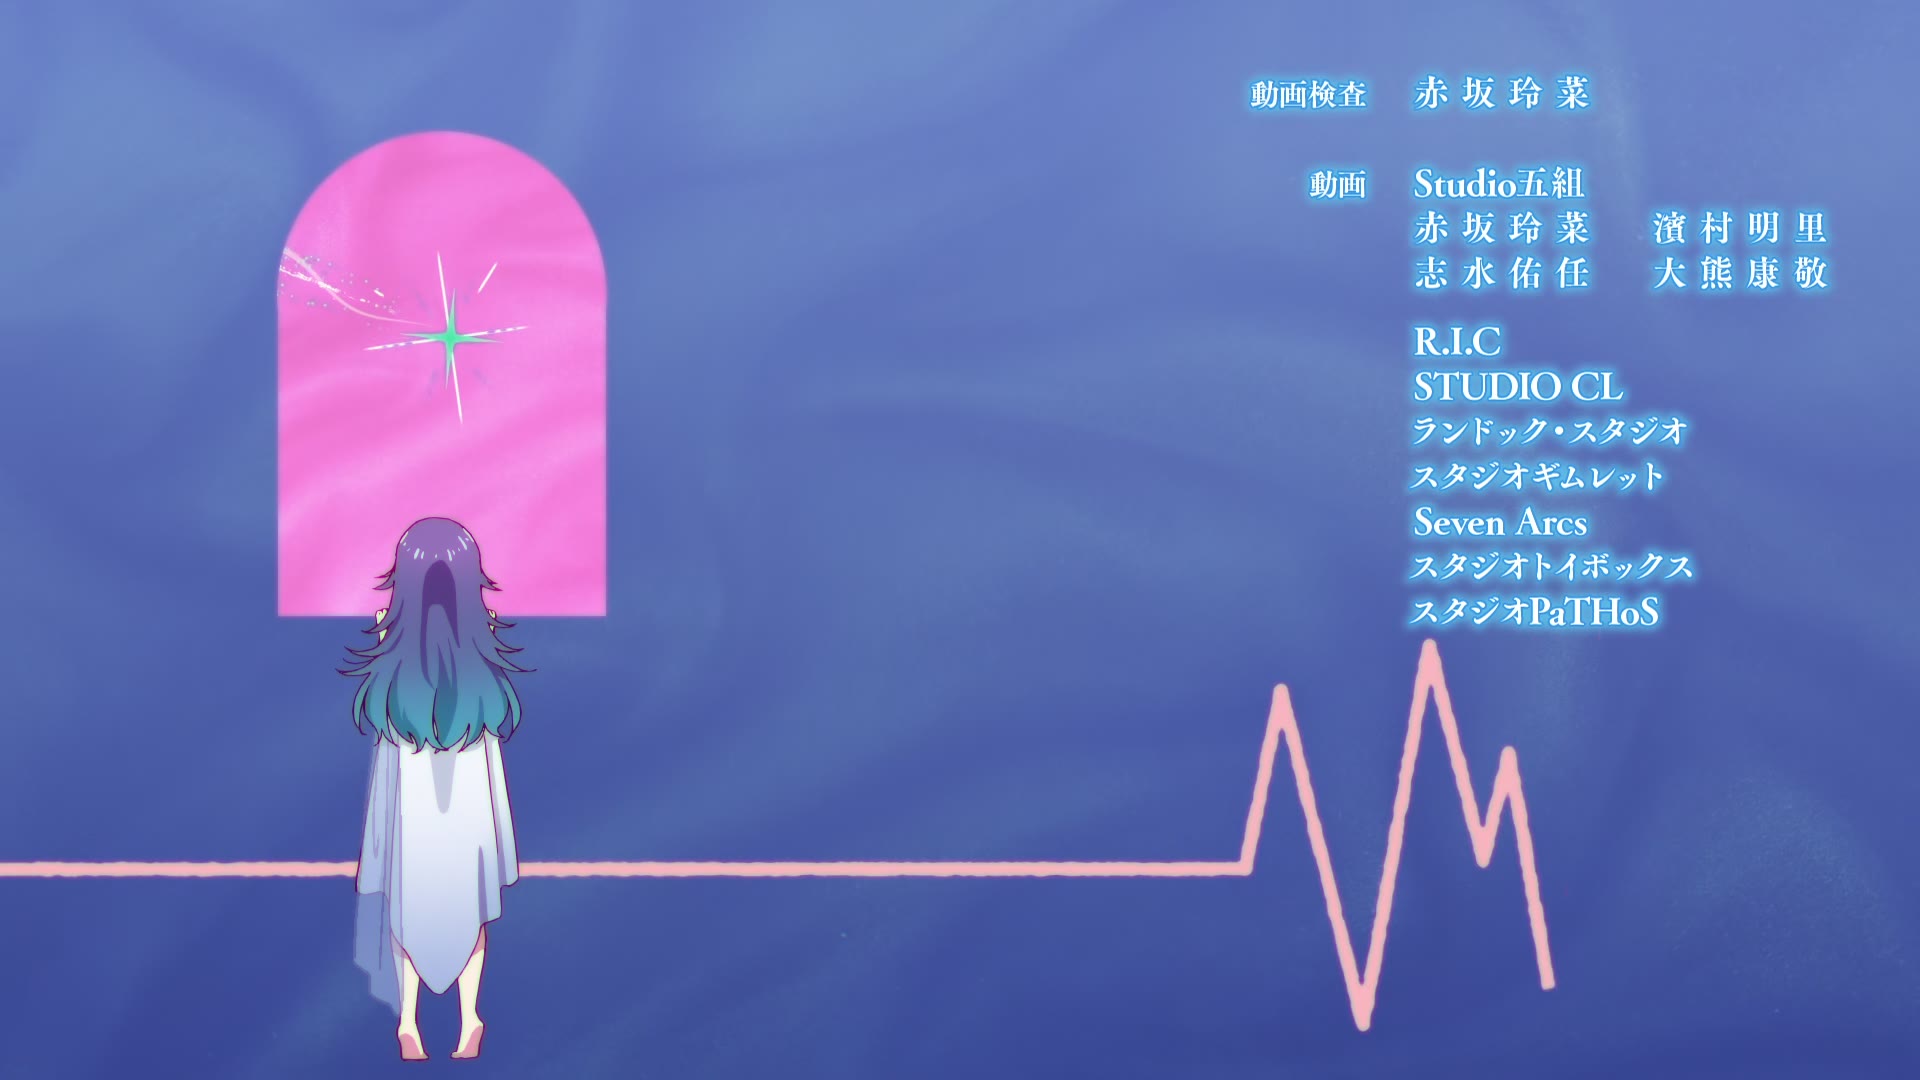 動画検査 赤坂玲菜
動画 Studio五組
赤坂玲菜 濱村明里
志水佑任 大熊康敬
R.I.C
STUDIO CL
ランドック・スタジオ
スタジオギムレット
Seven Arcs
スタジオトイボックス
スタジオPaTHoS